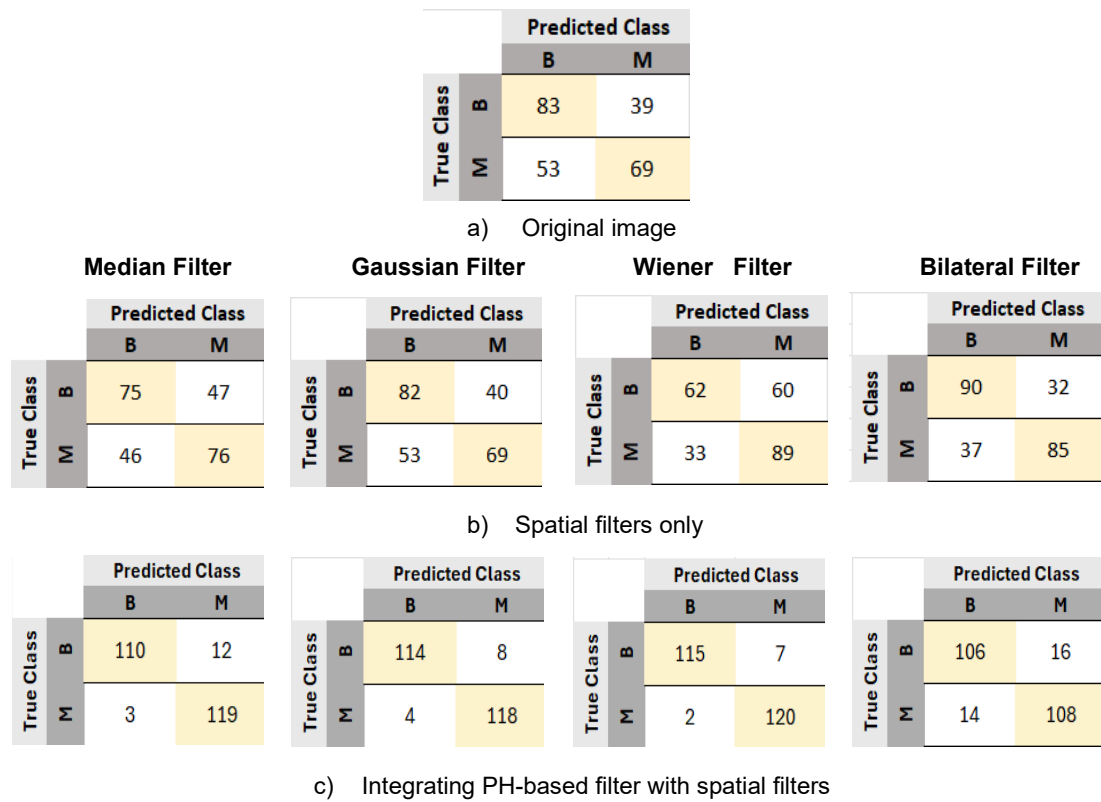 Predicted Class
B M
True Class
B 83 39
M 53 69
a) Original image
Median Filter Gaussian Filter Wiener Filter Bilateral Filter
Predicted Class Predicted Class Predicted Class Predicted Class
B M B M B M B M
True Class True Class True Class True Class
B 75 47 B 82 40 B 62 60 B 90 32
M 46 76 M 53 69 M 33 89 M 37 85
b) Spatial filters only
Predicted Class Predicted Class Predicted Class Predicted Class
B M B M B M B M
True Class True Class True Class True Class
B 110 12 B 114 8 B 115 7 B 106 16
M 3 119 M 4 118 M 2 120 M 14 108
c) Integrating PH-based filter with spatial filters